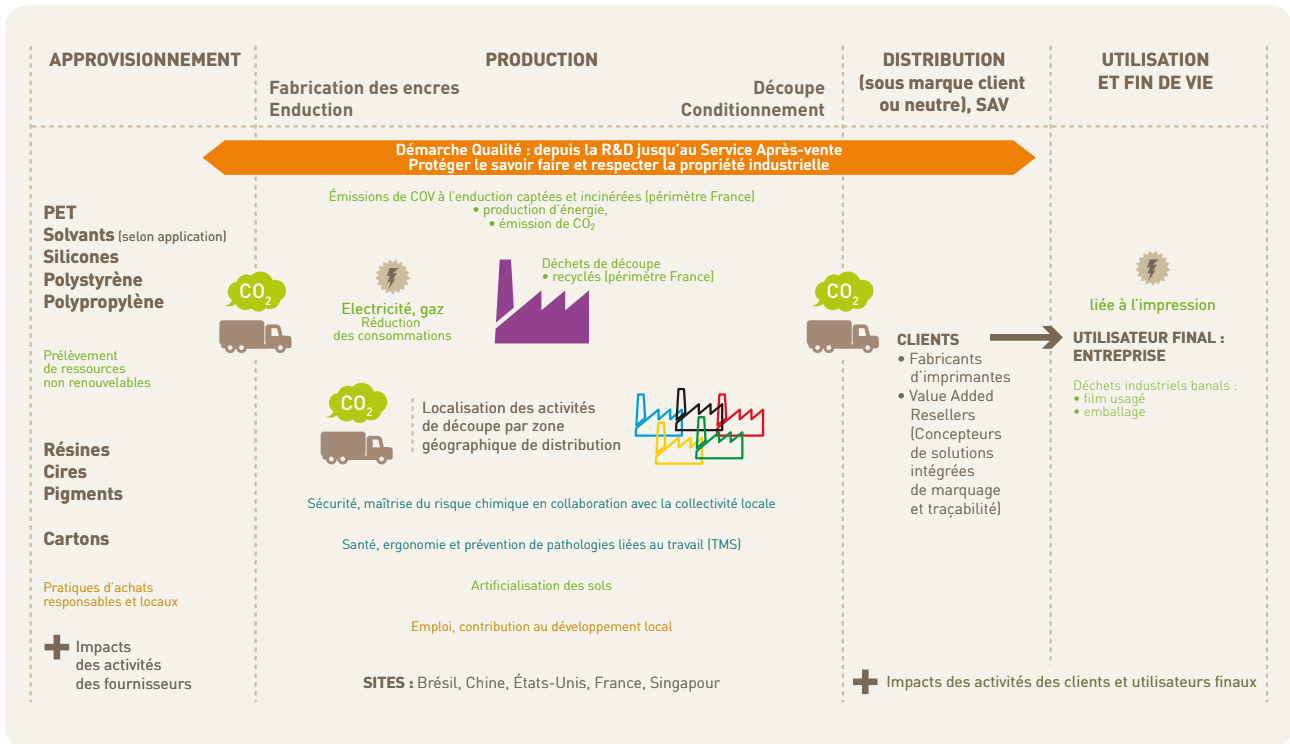 APPROVISIONNEMENT
PRODUCTION
Fabrication des encres
Enduction
Découpe
Conditionnement
DISTRIBUTION
(sous marque client
ou neutre), SAV
UTILISATION
ET FIN DE VIE
Démarche Qualité : depuis la R&D jusqu'au Service Après-vente
Protéger le savoir faire et respecter la propriété industrielle
PET
Solvants (selon application)
Silicones
Polystyrène
Polypropylène
Prélèvement
de ressources
non renouvelables
Résines
Cires
Pigments
Cartons
Pratiques d'achats
responsables et locaux
Impacts
des activités
des fournisseurs
CO2
Émissions de COV à l'enduction captées et incinérées (périmètre France)
• production d'énergie,
• émission de CO2
Electricité, gaz
Réduction
des consommations
Déchets de découpe
• recyclés (périmètre France)
CO2
Localisation des activités
de découpe par zone
géographique de distribution
Sécurité, maîtrise du risque chimique en collaboration avec la collectivité locale
Santé, ergonomie et prévention de pathologies liées au travail (TMS)
Artificialisation des sols
Emploi, contribution au développement local
SITES : Brésil, Chine, États-Unis, France, Singapour
CO2
CLIENTS
• Fabricants
d'imprimantes
• Value Added
Resellers
(Concepteurs
de solutions
intégrées
de marquage
et traçabilité)
liée à l'impression
UTILISATEUR FINAL :
ENTREPRISE
Déchets industriels banals :
• film usagé
• emballage
Impacts des activités des clients et utilisateurs finaux